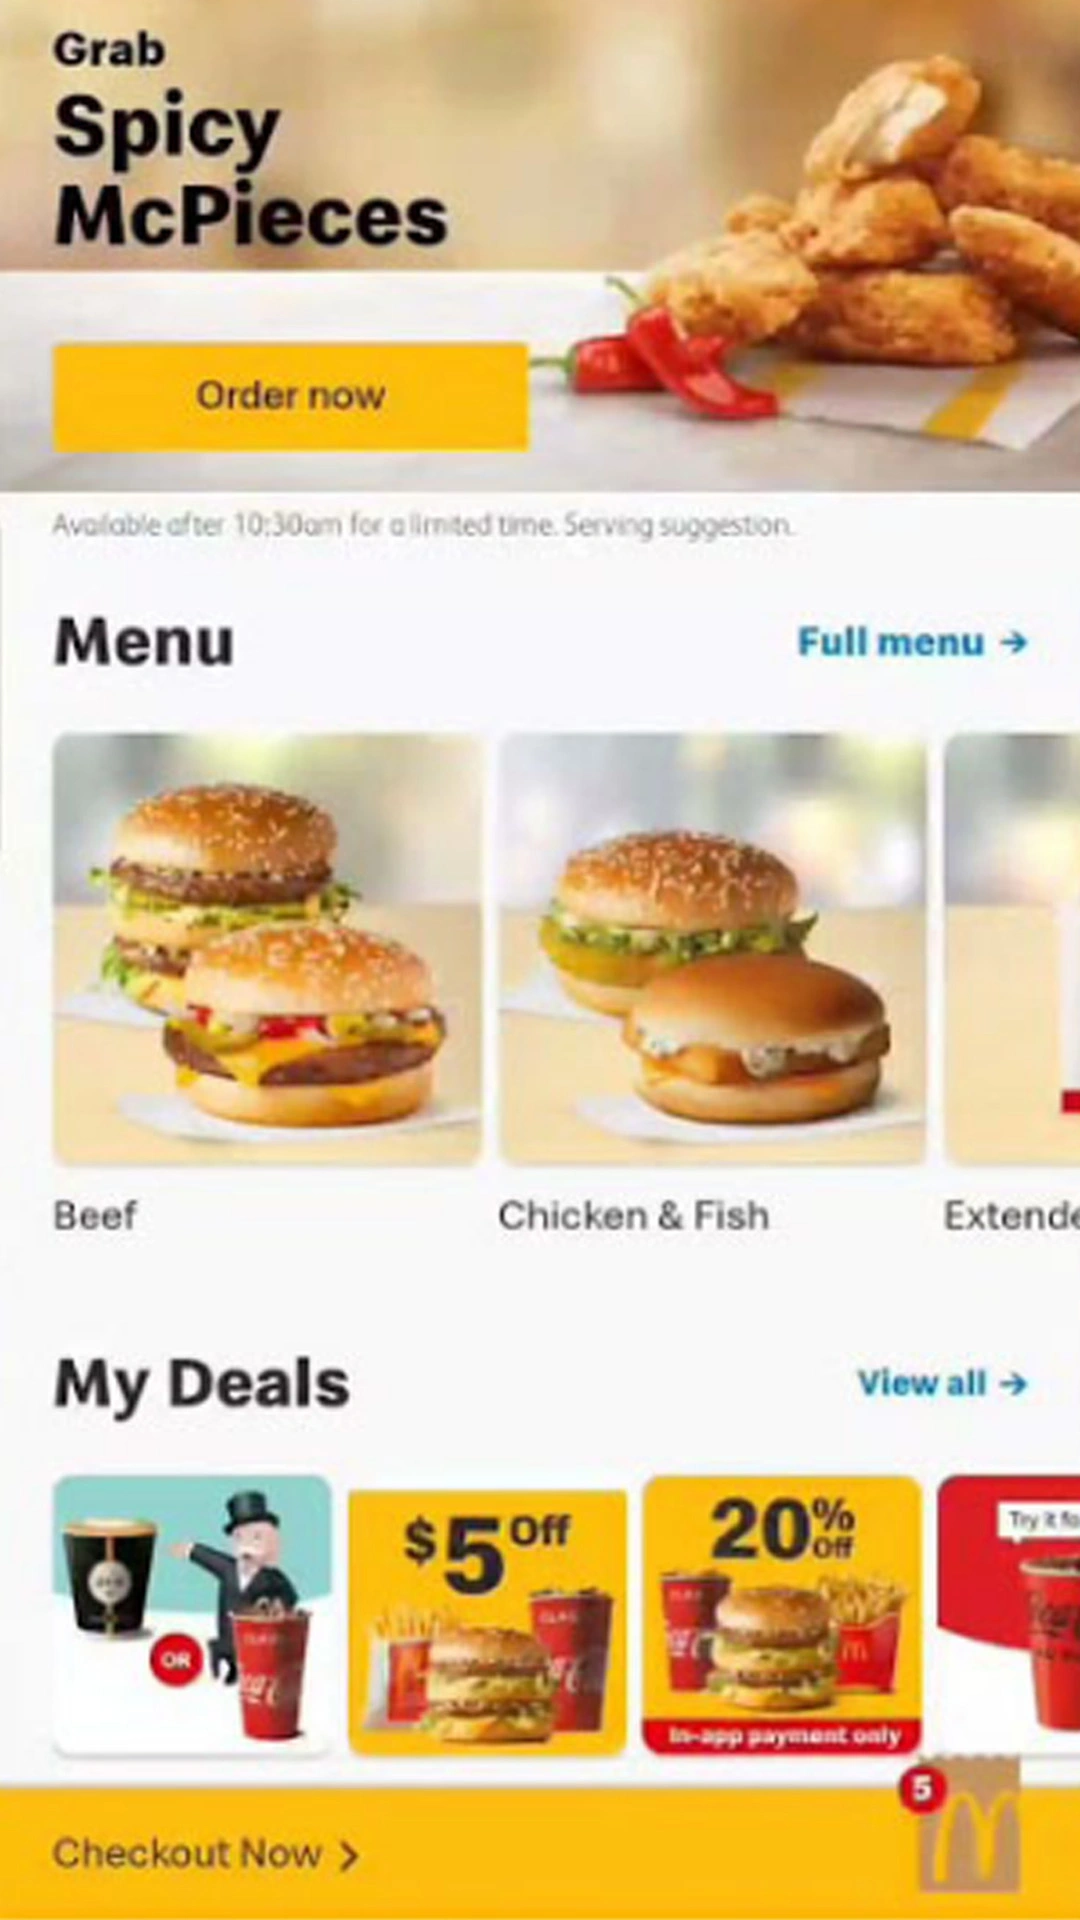 Grab
Spicy
McPieces
Order now
Available after 10:30am for a limited time. Serving suggestion.
Menu
Full menu →
Beef
Chicken & Fish
Extende
My Deals
View all →
OR
$5 Off
20% Off
In-app payment only
Try it fo
5
Checkout Now >